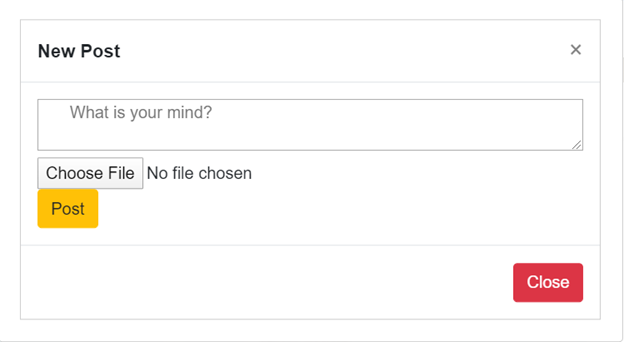 New Post ×
What is your mind?
Choose File No file chosen
Post
Close